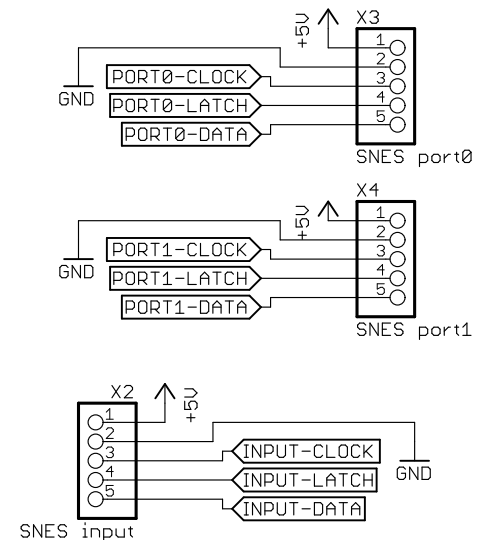 X3
+5V
1
2
3
4
5
GND
PORT0-CLOCK
PORT0-LATCH
PORT0-DATA
SNES port0
X4
+5V
1
2
3
4
5
GND
PORT1-CLOCK
PORT1-LATCH
PORT1-DATA
SNES port1
X2
+5V
1
2
3
4
5
INPUT-CLOCK
INPUT-LATCH
INPUT-DATA
GND
SNES input